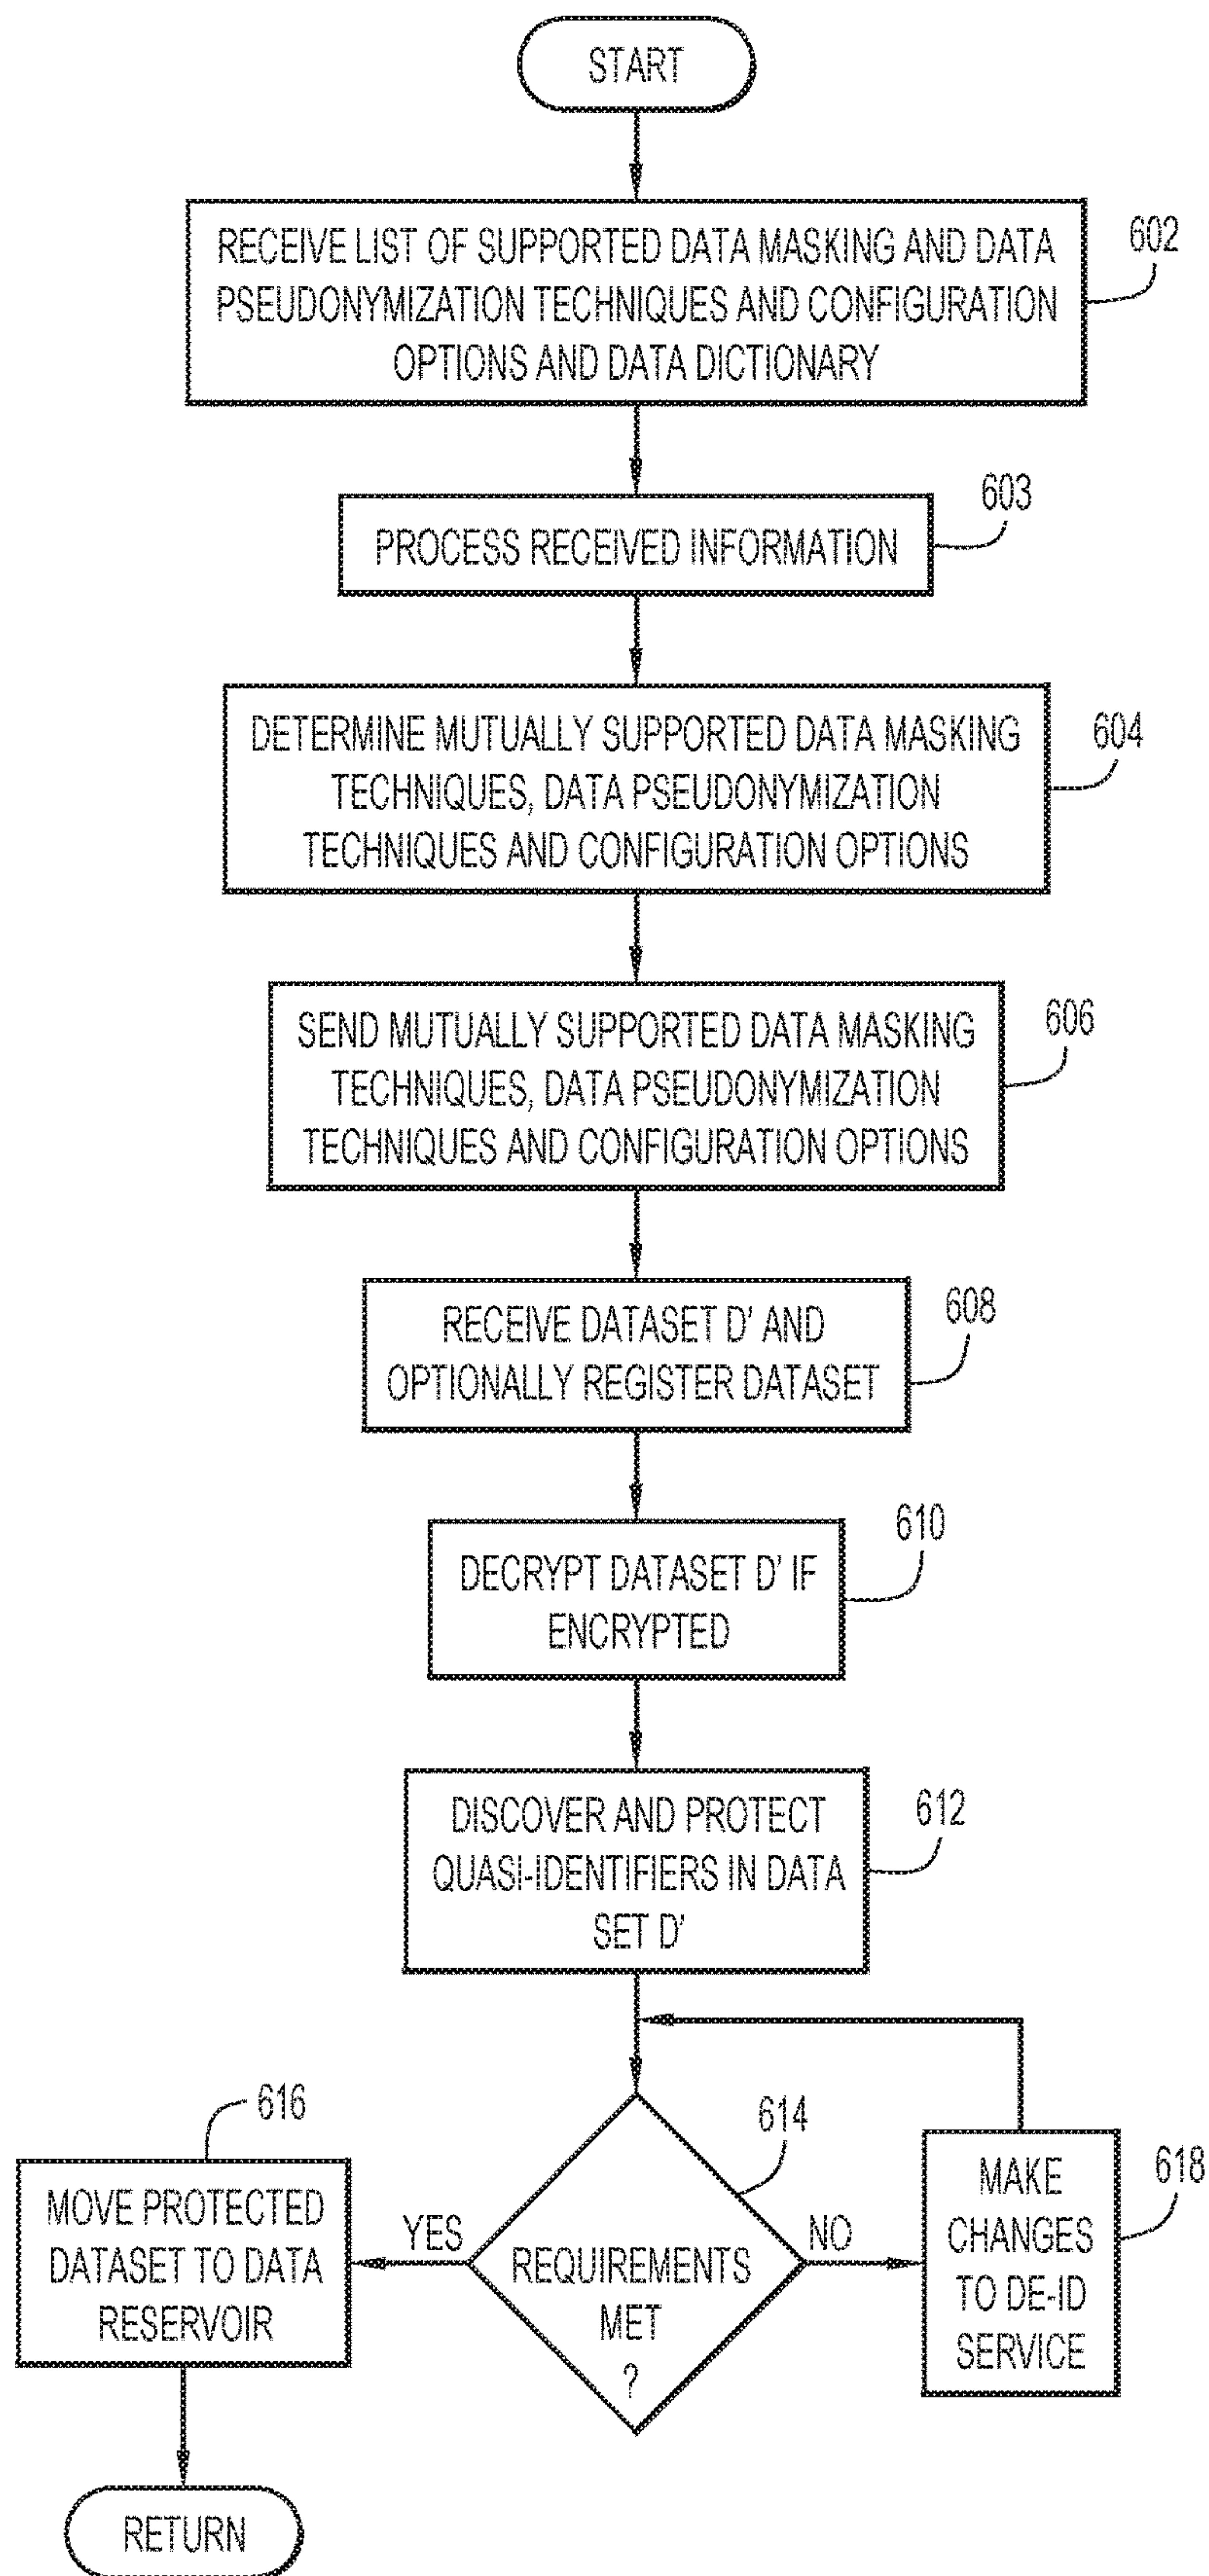 START
RECEIVE LIST OF SUPPORTED DATA MASKING AND DATA
PSEUDONYMIZATION TECHNIQUES AND CONFIGURATION
OPTIONS AND DATA DICTIONARY
602
PROCESS RECEIVED INFORMATION
603
DETERMINE MUTUALLY SUPPORTED DATA MASKING
TECHNIQUES, DATA PSEUDONYMIZATION
TECHNIQUES AND CONFIGURATION OPTIONS
604
SEND MUTUALLY SUPPORTED DATA MASKING
TECHNIQUES, DATA PSEUDONYMIZATION
TECHNIQUES AND CONFIGURATION OPTIONS
606
RECEIVE DATASET D' AND
OPTIONALLY REGISTER DATASET
608
DECRYPT DATASET D' IF
ENCRYPTED
610
DISCOVER AND PROTECT
QUASI-IDENTIFIERS IN DATA
SET D'
612
REQUIREMENTS
MET
?
614
YES
NO
MOVE PROTECTED
DATASET TO DATA
RESERVOIR
616
MAKE
CHANGES
TO DE-ID
SERVICE
618
RETURN